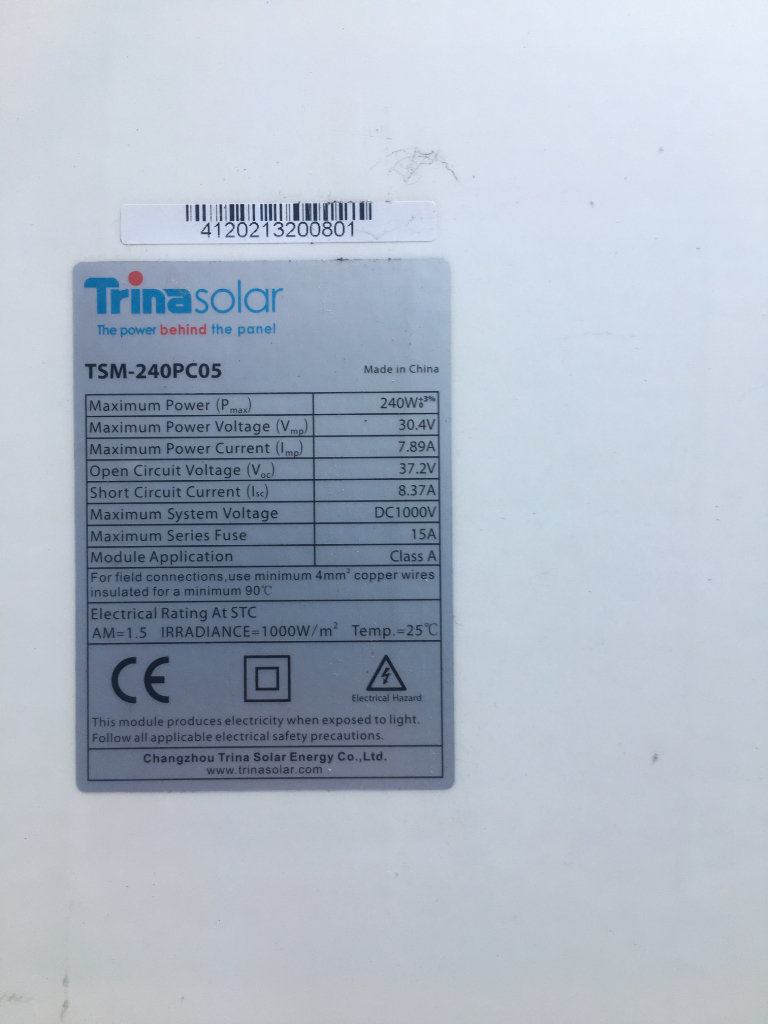 4120213200801
Trinasolar
The power behind the panel
TSM-240PC05 Made in China
Maximum Power (Pmax) 240W+3% 0
Maximum Power Voltage (Vmp) 30.4V
Maximum Power Current (Imp) 7.89A
Open Circuit Voltage (Voc) 37.2V
Short Circuit Current (Isc) 8.37A
Maximum System Voltage DC1000V
Maximum Series Fuse 15A
Module Application Class A
For field connections,use minimum 4mm² copper wires
insulated for a minimum 90℃
Electrical Rating At STC
AM=1.5 IRRADIANCE=1000W/m² Temp.=25℃
CE
Electrical Hazard
This module produces electricity when exposed to light.
Follow all applicable electrical safety precautions.
Changzhou Trina Solar Energy Co.,Ltd.
www.trinasolar.com